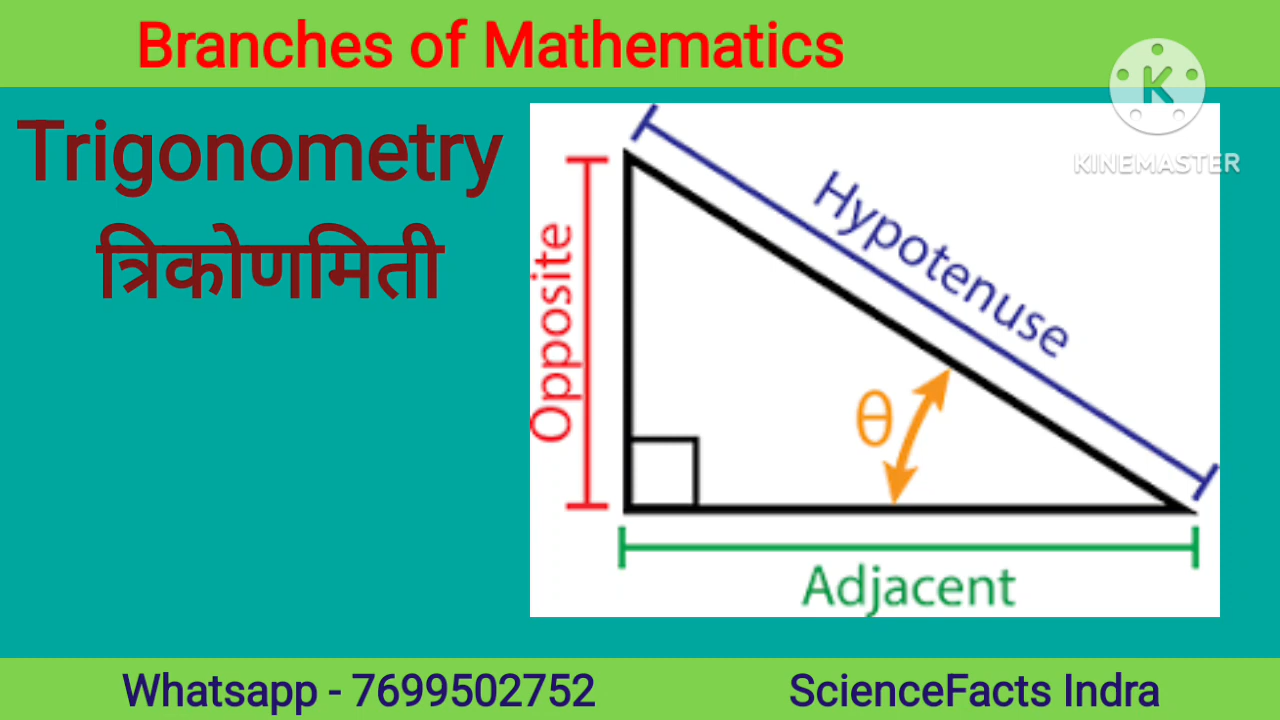 Branches of Mathematics
K
KINEMASTER
Trigonometry
त्रिकोणमिती
Opposite
Hypotenuse
θ
Adjacent
Whatsapp - 7699502752
ScienceFacts Indra